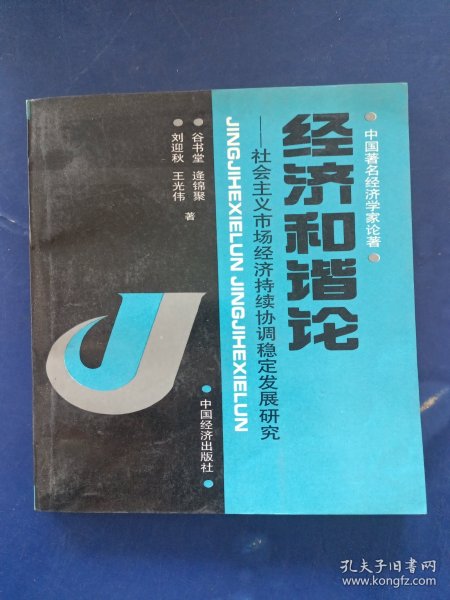 中国著名经济学家论著
经济和谐论
——社会主义市场经济持续协调稳定发展研究
JINGJIHEXIELUN JINGJIHEXIELUN
谷书堂 逄锦聚
刘迎秋 王光伟
著
中国经济出版社
孔夫子旧书网
www.kongfz.com